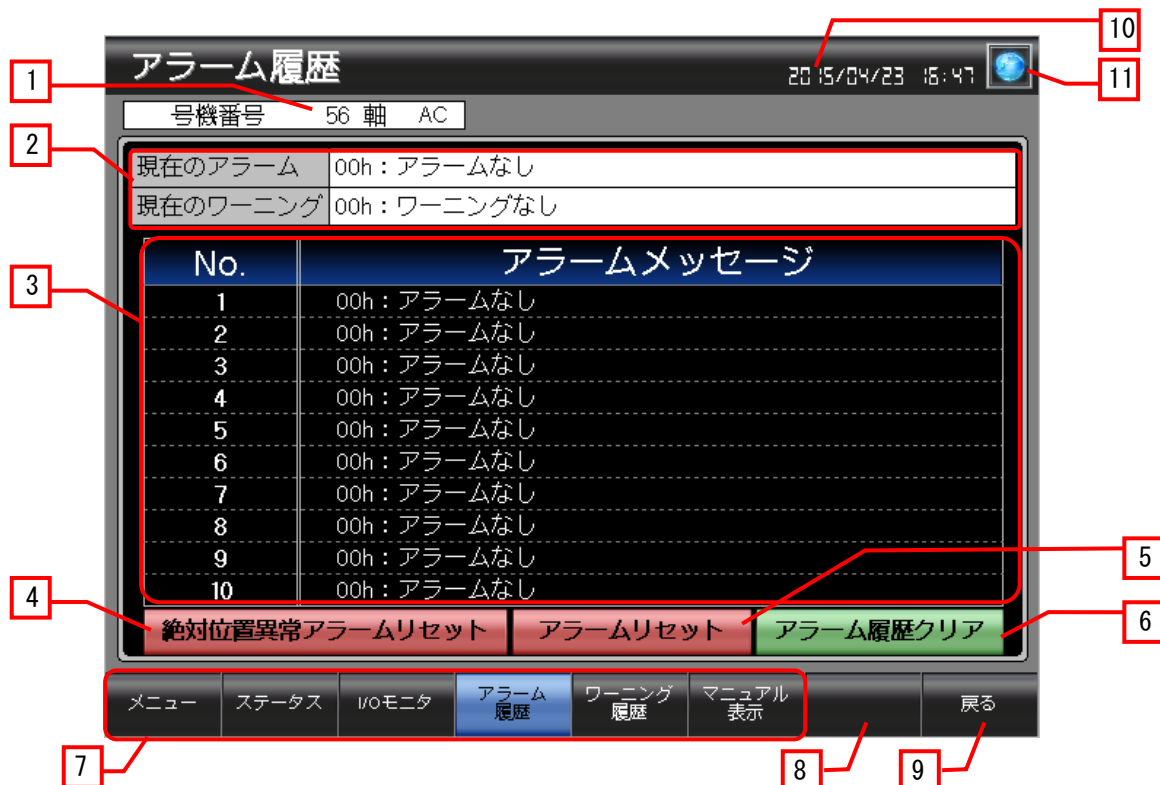 10
アラーム履歴
2015/04/23 16:47
11
1
号機番号 56 軸 AC
2
現在のアラーム 00h：アラームなし
現在のワーニング 00h：ワーニングなし
3
No. アラームメッセージ
1 00h：アラームなし
2 00h：アラームなし
3 00h：アラームなし
4 00h：アラームなし
5 00h：アラームなし
6 00h：アラームなし
7 00h：アラームなし
8 00h：アラームなし
9 00h：アラームなし
10 00h：アラームなし
5
4
絶対位置異常アラームリセット アラームリセット アラーム履歴クリア
6
メニュー ステータス I/Oモニタ アラーム履歴 ワーニング履歴 マニュアル表示 戻る
7
8
9